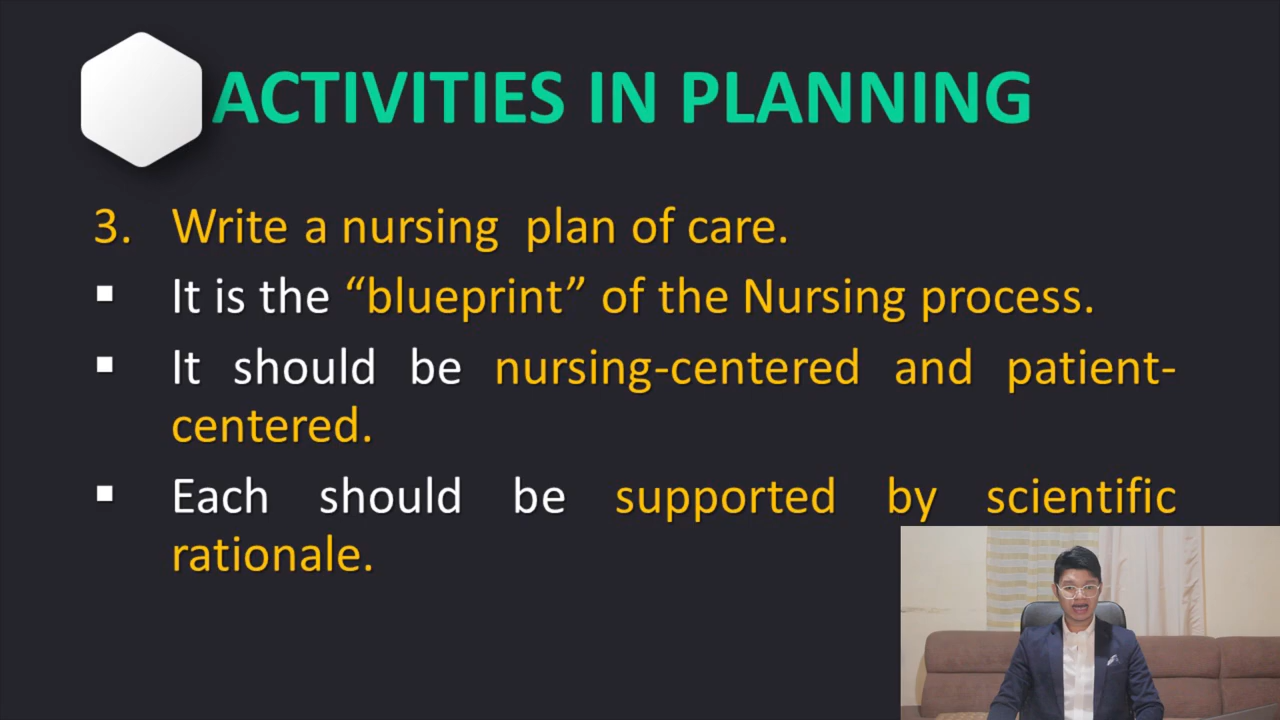 ACTIVITIES IN PLANNING
3. Write a nursing plan of care.
▪ It is the “blueprint” of the Nursing process.
▪ It should be nursing-centered and patient-
centered.
▪ Each should be supported by scientific
rationale.